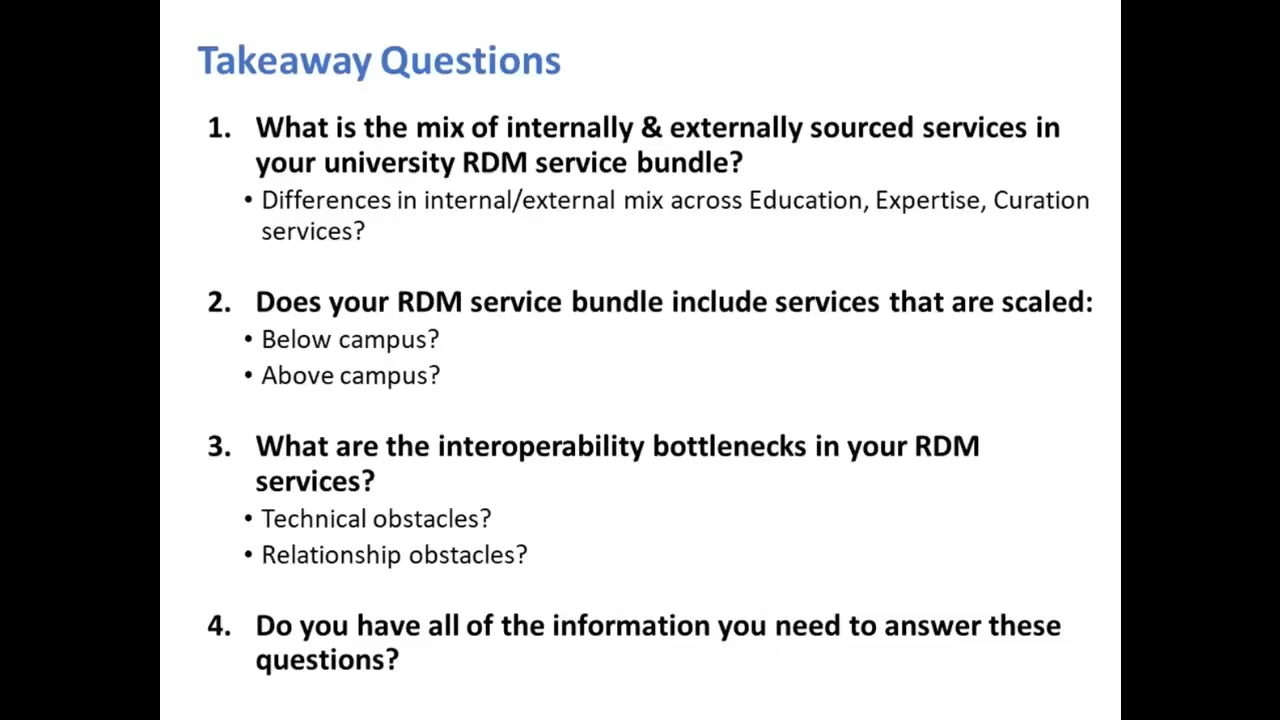 Takeaway Questions
1. What is the mix of internally & externally sourced services in
your university RDM service bundle?
• Differences in internal/external mix across Education, Expertise, Curation
services?
2. Does your RDM service bundle include services that are scaled:
• Below campus?
• Above campus?
3. What are the interoperability bottlenecks in your RDM
services?
• Technical obstacles?
• Relationship obstacles?
4. Do you have all of the information you need to answer these
questions?